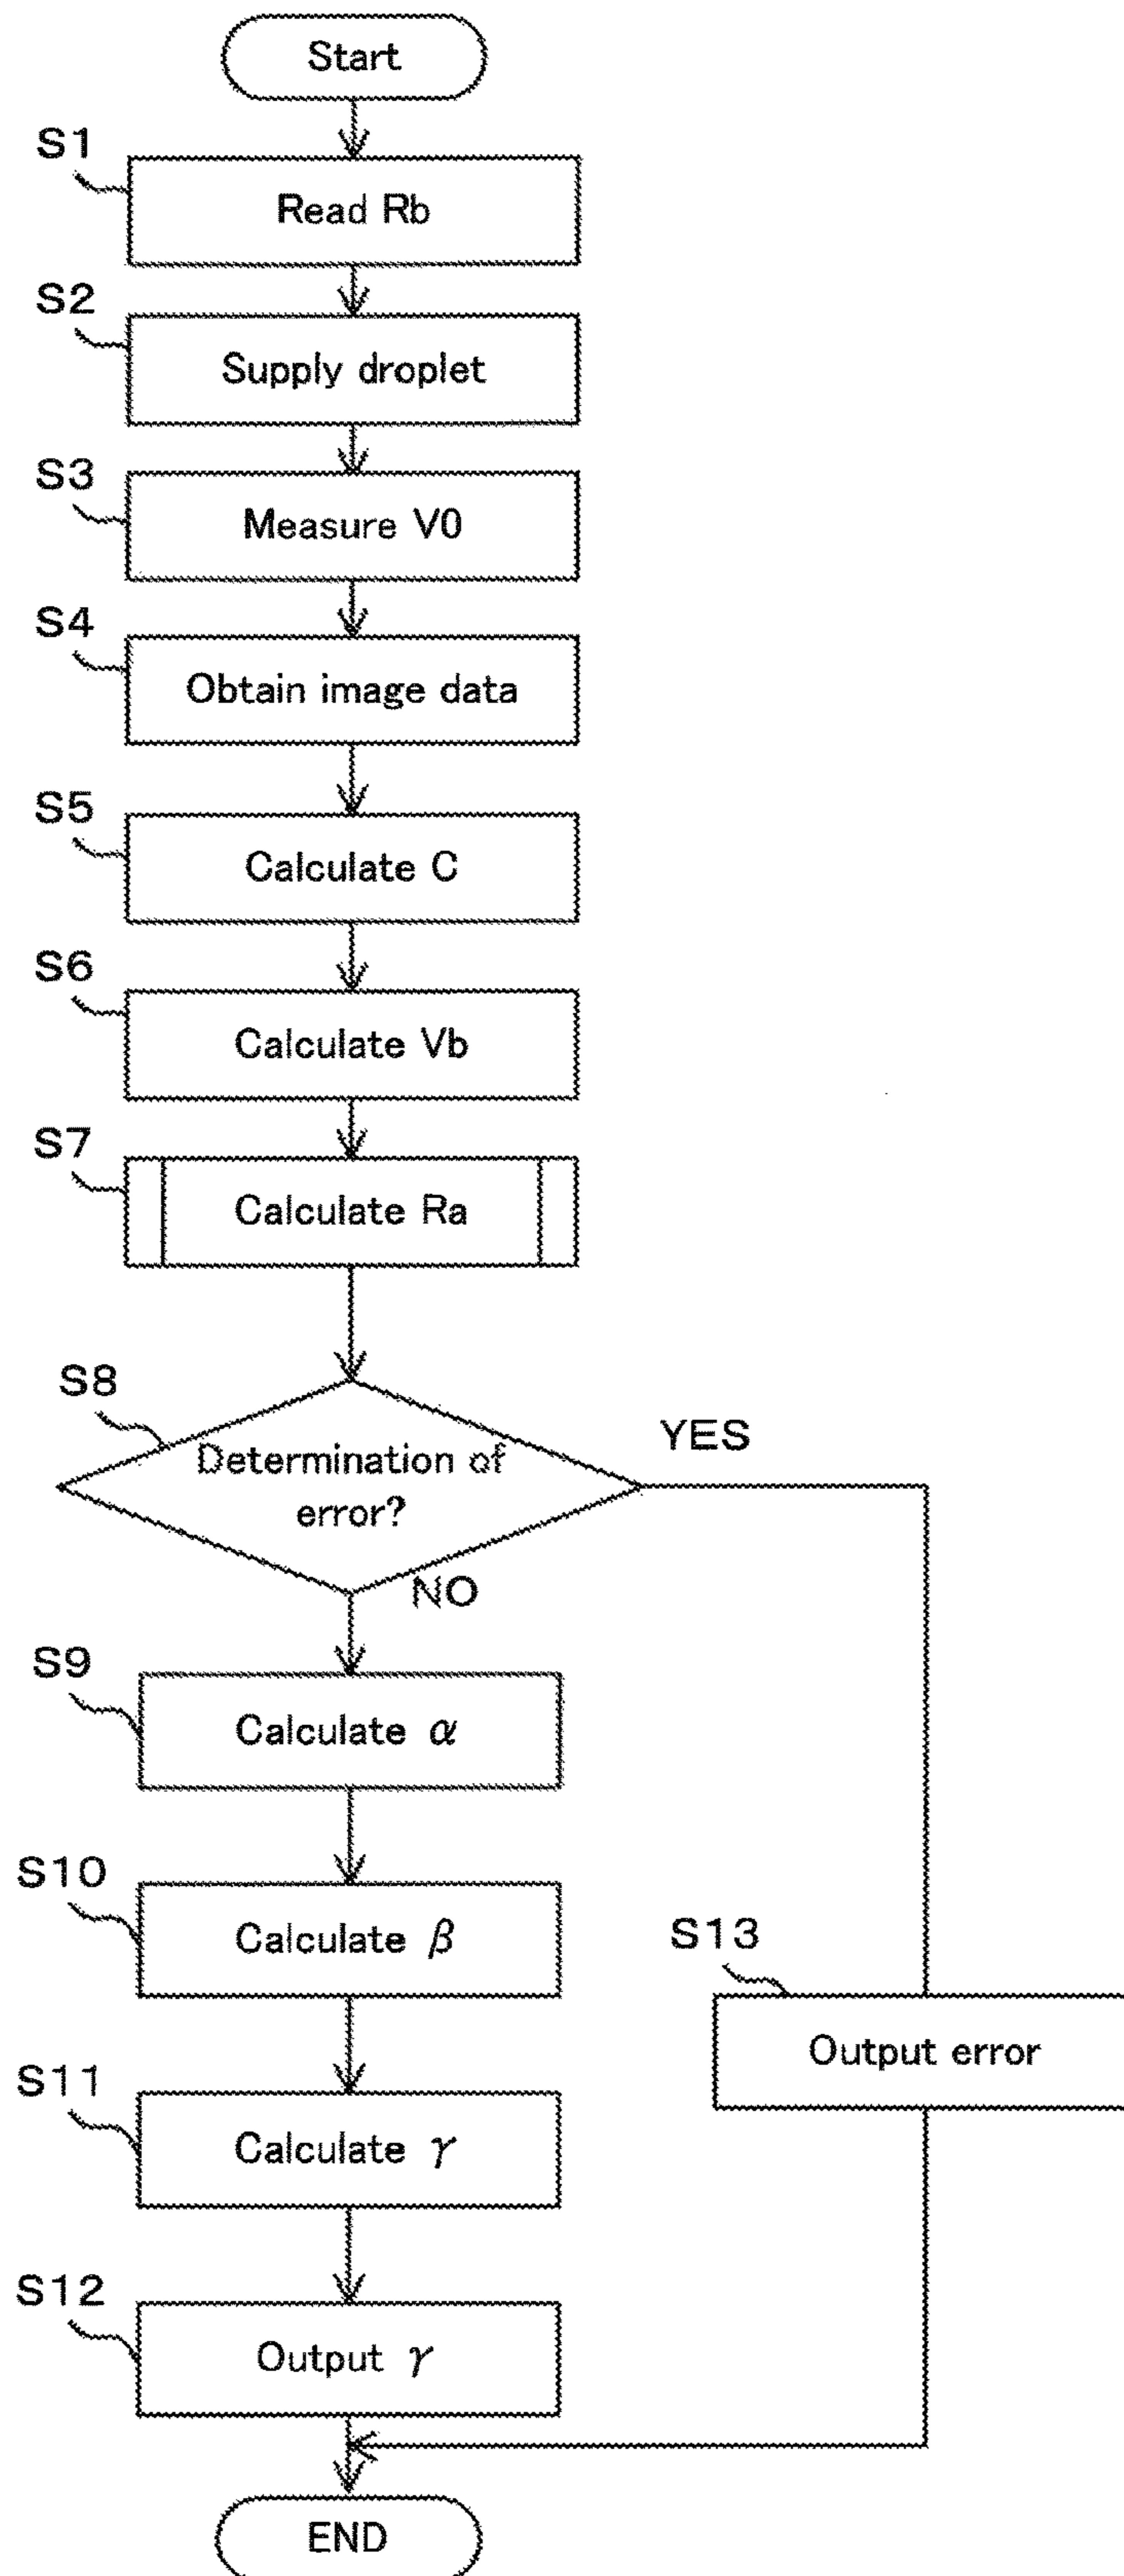 Start
S1
Read Rb
S2
Supply droplet
S3
Measure V0
S4
Obtain image data
S5
Calculate C
S6
Calculate Vb
S7
Calculate Ra
S8
Determination of
error?
YES
NO
S9
Calculate α
S10
Calculate β
S13
Output error
S11
Calculate γ
S12
Output γ
END